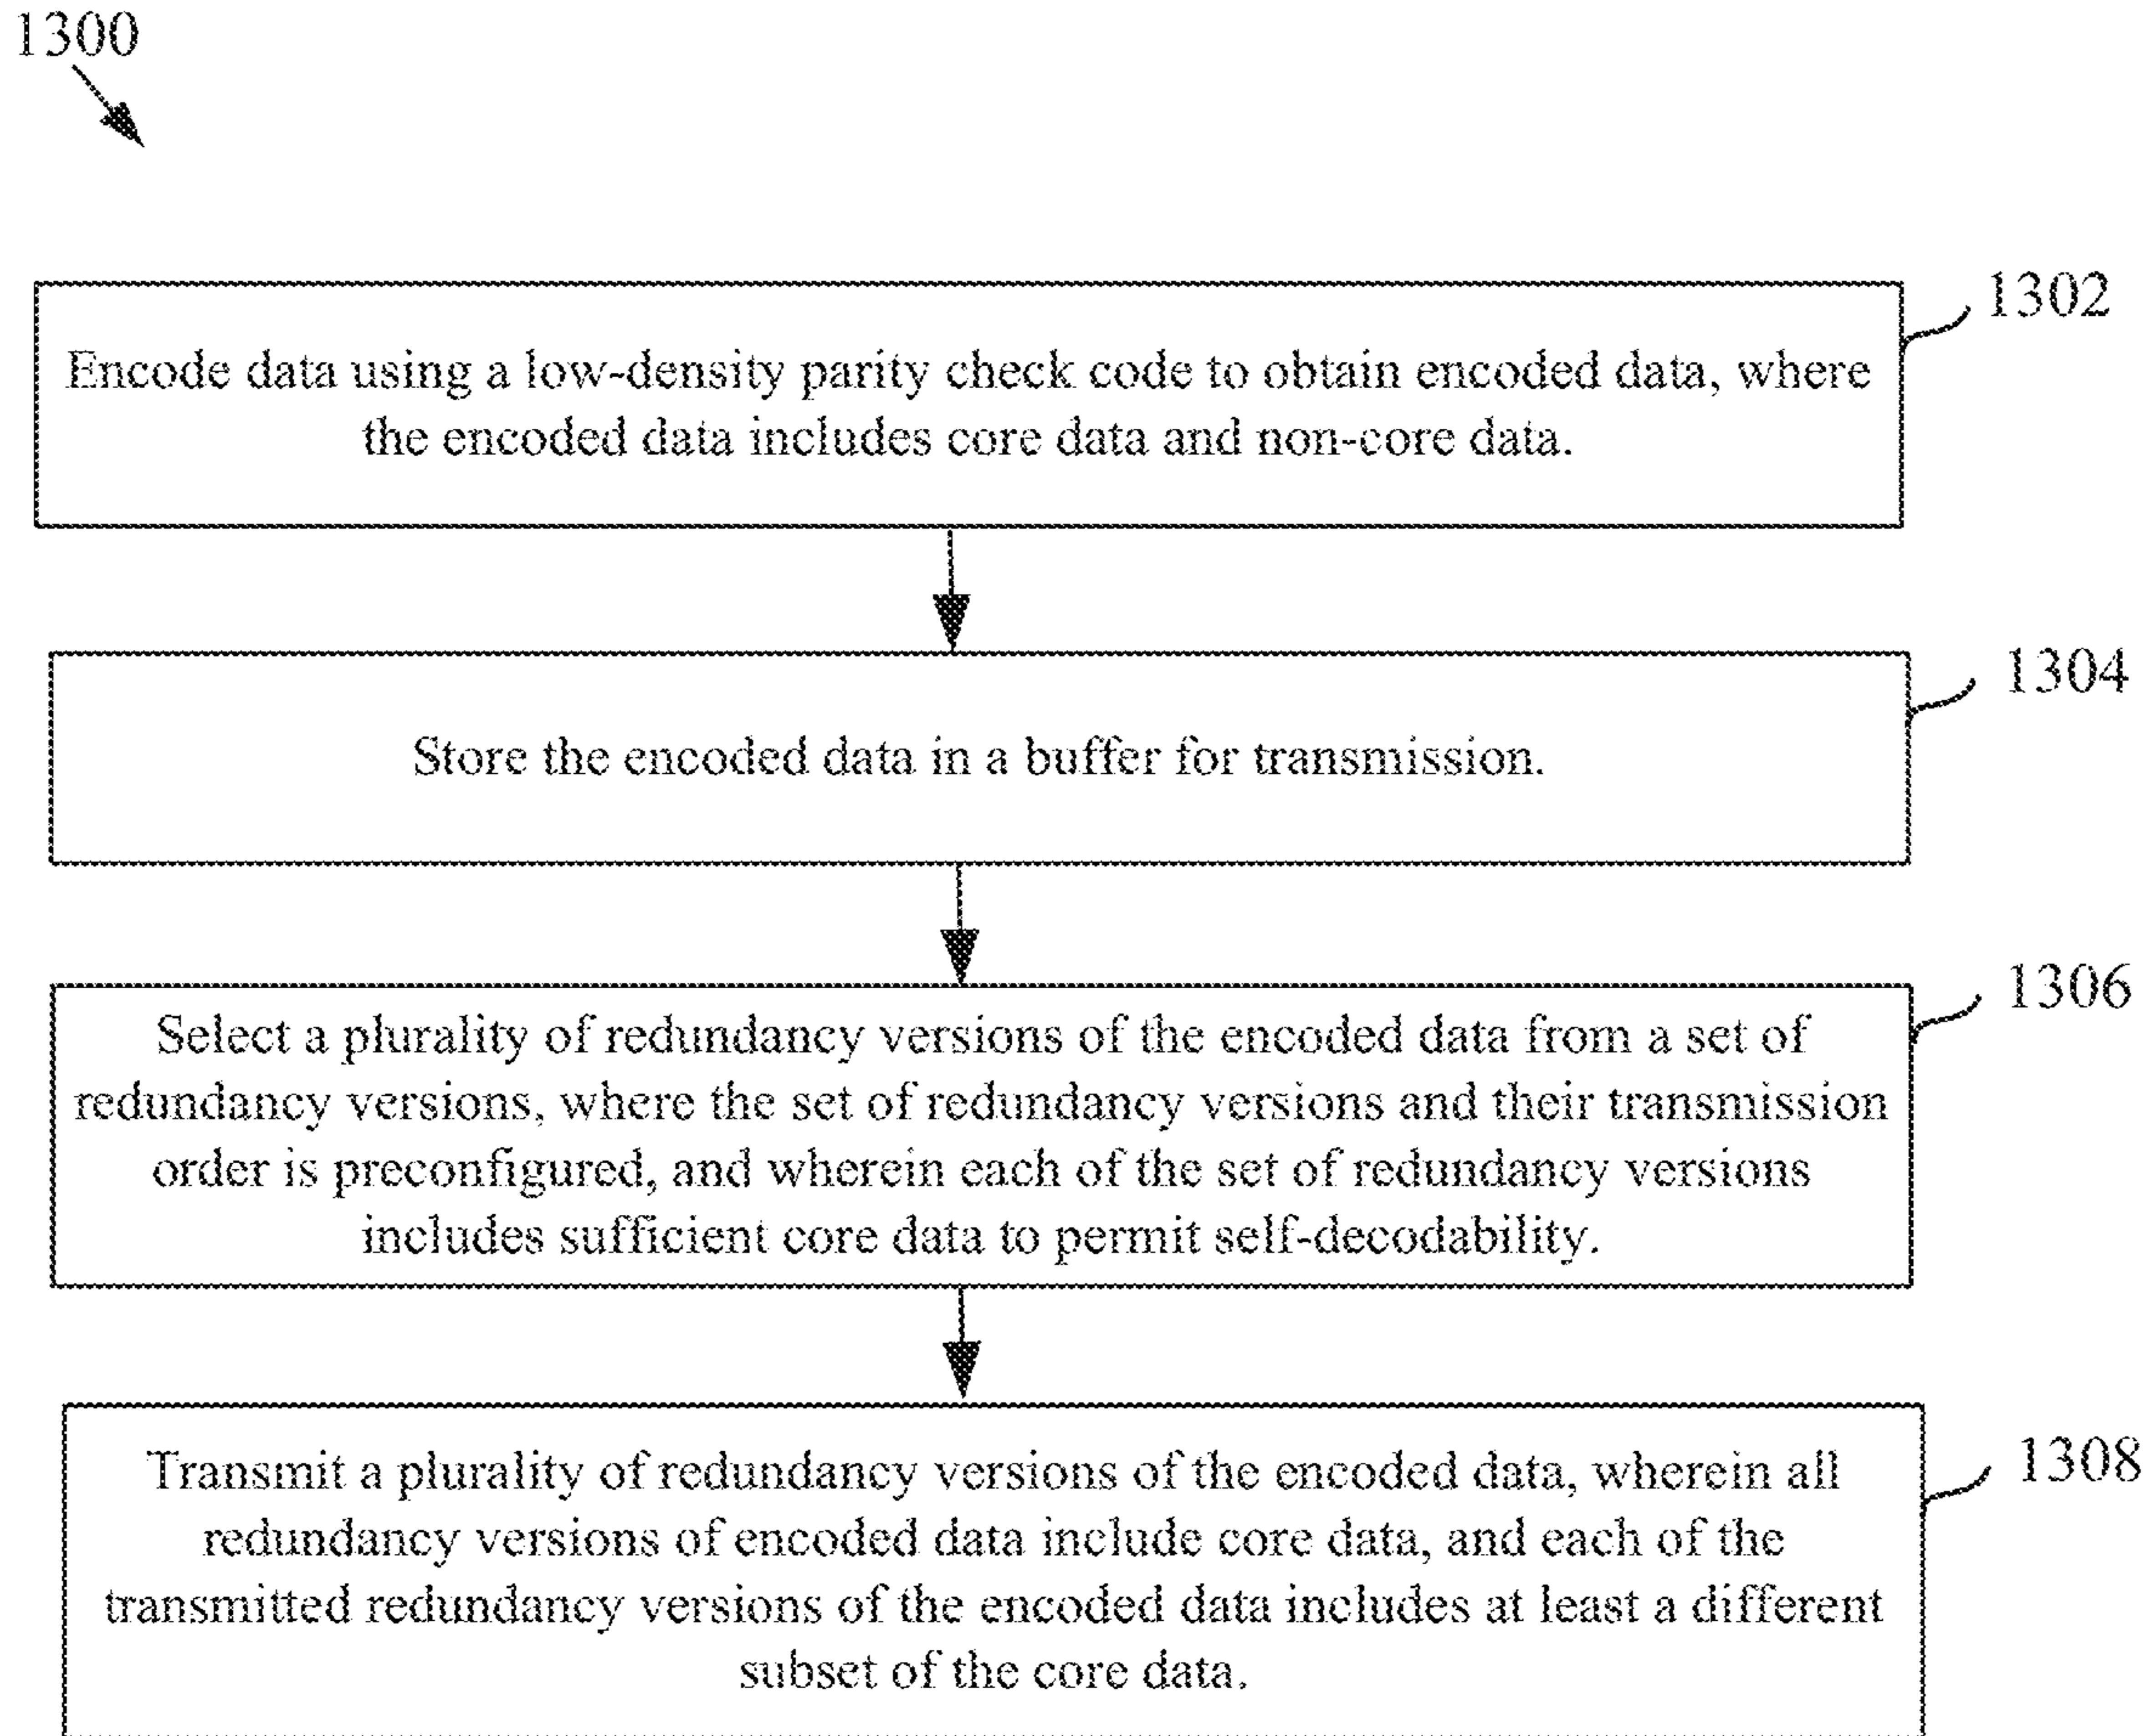 1300
1302
Encode data using a low-density parity check code to obtain encoded data, where
the encoded data includes core data and non-core data.
1304
Store the encoded data in a buffer for transmission.
1306
Select a plurality of redundancy versions of the encoded data from a set of
redundancy versions, where the set of redundancy versions and their transmission
order is preconfigured, and wherein each of the set of redundancy versions
includes sufficient core data to permit self-decodability.
1308
Transmit a plurality of redundancy versions of the encoded data, wherein all
redundancy versions of encoded data include core data, and each of the
transmitted redundancy versions of the encoded data includes at least a different
subset of the core data.